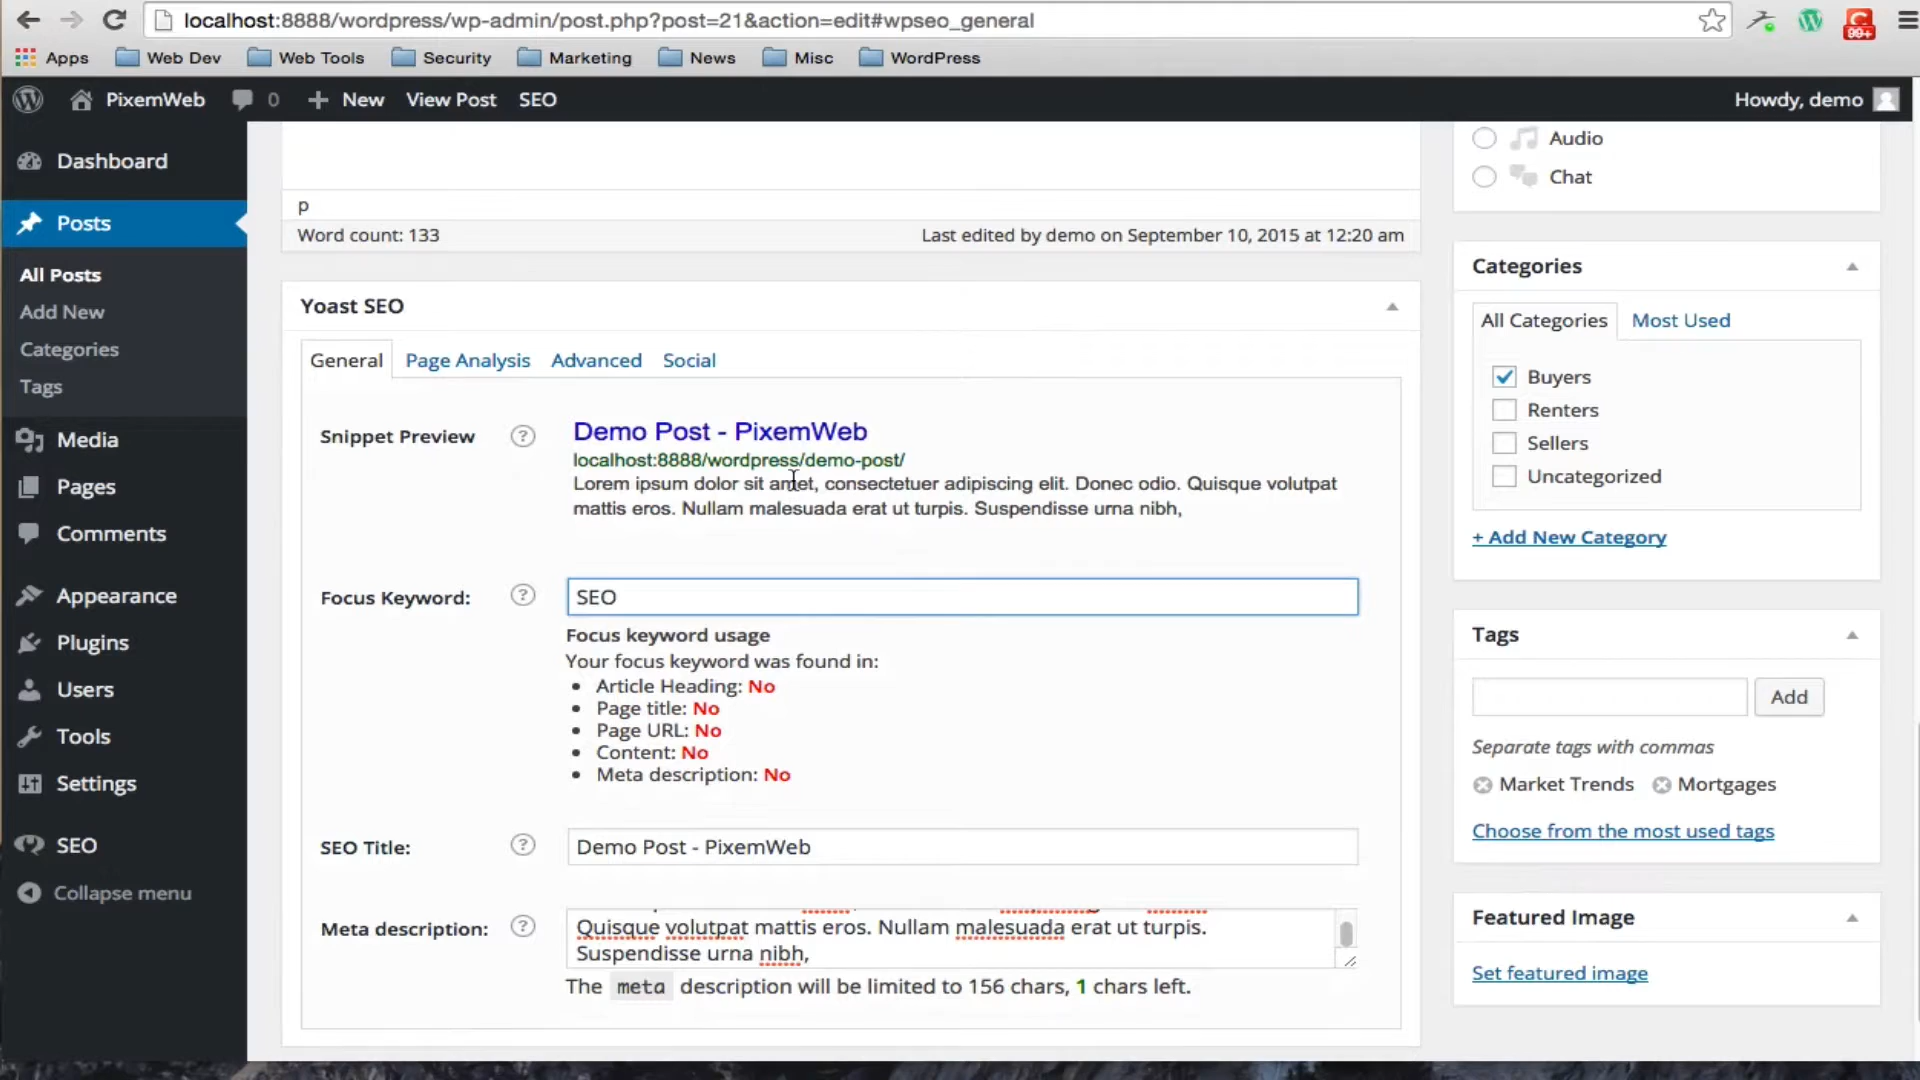 localhost:8888/wordpress/wp-admin/post.php?post=21&action=edit#wpseo_general
99+
Apps Web Dev Web Tools Security Marketing News Misc WordPress
PixemWeb 0 New View Post SEO Howdy, demo
Dashboard
Posts
All Posts
Add New
Categories
Tags
Media
Pages
Comments
Appearance
Plugins
Users
Tools
Settings
SEO
Collapse menu
p
Word count: 133 Last edited by demo on September 10, 2015 at 12:20 am
Yoast SEO
General Page Analysis Advanced Social
Snippet Preview ? Demo Post - PixemWeb
localhost:8888/wordpress/demo-post/
Lorem ipsum dolor sit amet, consectetuer adipiscing elit. Donec odio. Quisque volutpat
mattis eros. Nullam malesuada erat ut turpis. Suspendisse urna nibh,
Focus Keyword: ? SEO
Focus keyword usage
Your focus keyword was found in:
• Article Heading: No
• Page title: No
• Page URL: No
• Content: No
• Meta description: No
SEO Title: ? Demo Post - PixemWeb
Meta description: ? Quisque volutpat mattis eros. Nullam malesuada erat ut turpis.
Suspendisse urna nibh,
The meta description will be limited to 156 chars, 1 chars left.
Audio
Chat
Categories
All Categories Most Used
Buyers
Renters
Sellers
Uncategorized
+ Add New Category
Tags
Add
Separate tags with commas
Market Trends Mortgages
Choose from the most used tags
Featured Image
Set featured image